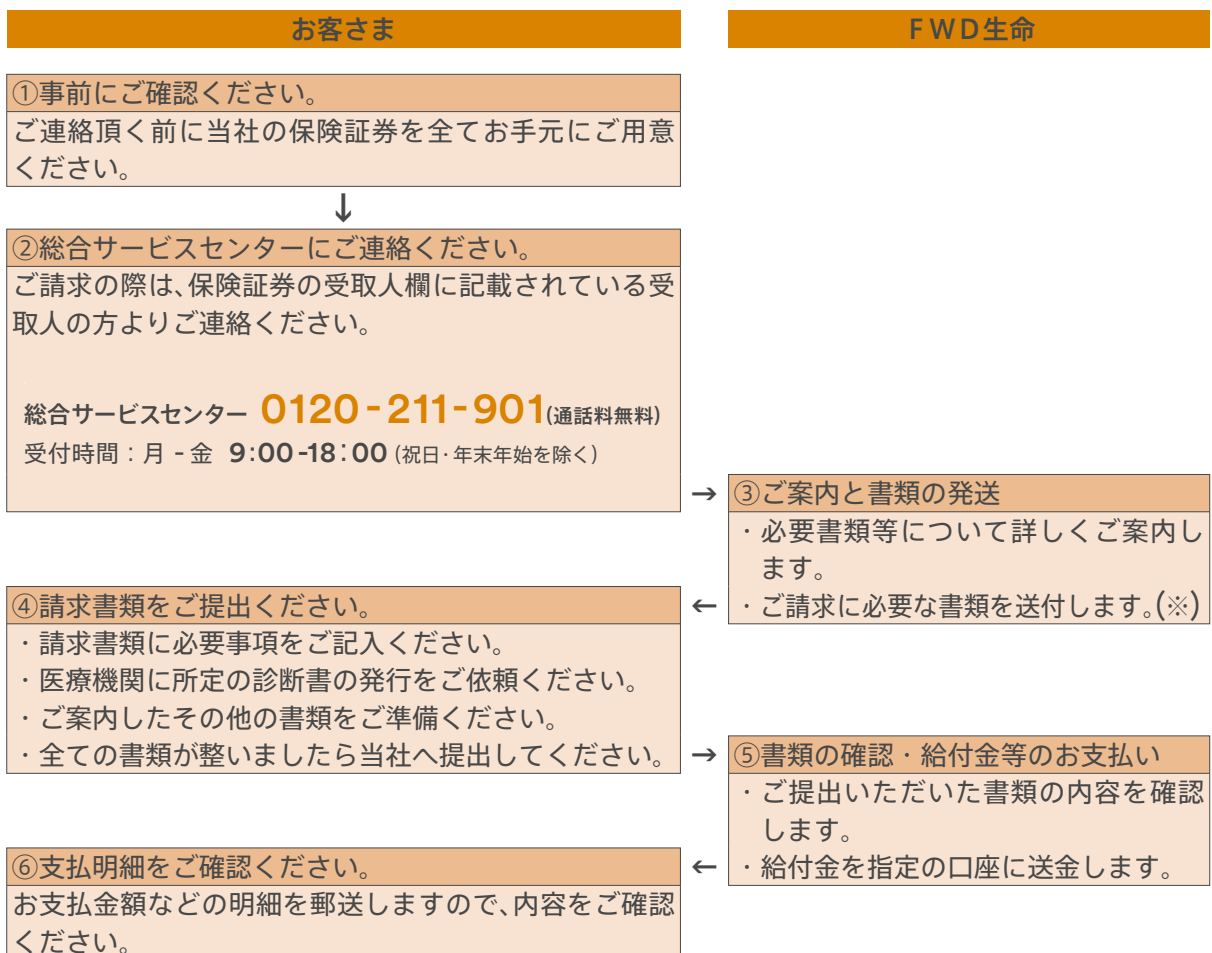 お客さま
ＦＷＤ生命
①事前にご確認ください。
ご連絡頂く前に当社の保険証券を全てお手元にご用意
ください。
↓
②総合サービスセンターにご連絡ください。
ご請求の際は、保険証券の受取人欄に記載されている受
取人の方よりご連絡ください。
総合サービスセンター 0120-211-901(通話料無料)
受付時間：月 - 金 9:00-18：00 (祝日・年末年始を除く)
→
③ご案内と書類の発送
・必要書類等について詳しくご案内し
ます。
・ご請求に必要な書類を送付します。(※)
←
④請求書類をご提出ください。
・請求書類に必要事項をご記入ください。
・医療機関に所定の診断書の発行をご依頼ください。
・ご案内したその他の書類をご準備ください。
・全ての書類が整いましたら当社へ提出してください。
→
⑤書類の確認・給付金等のお支払い
・ご提出いただいた書類の内容を確認
します。
・給付金を指定の口座に送金します。
←
⑥支払明細をご確認ください。
お支払金額などの明細を郵送しますので、内容をご確認
ください。